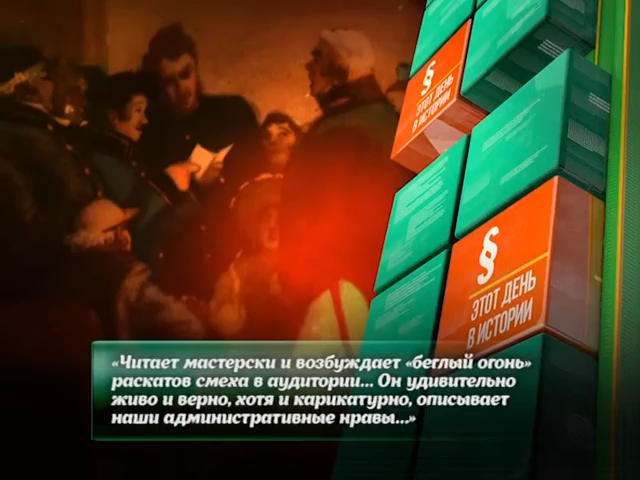 §
ЭТОТ ДЕНЬ
В ИСТОРИИ
§
ЭТОТ ДЕНЬ
В ИСТОРИИ
«Читает мастерски и возбуждает «беглый огонь»
раскатов смеха в аудитории... Он удивительно
живо и верно, хотя и карикатурно, описывает
наши административные нравы...»